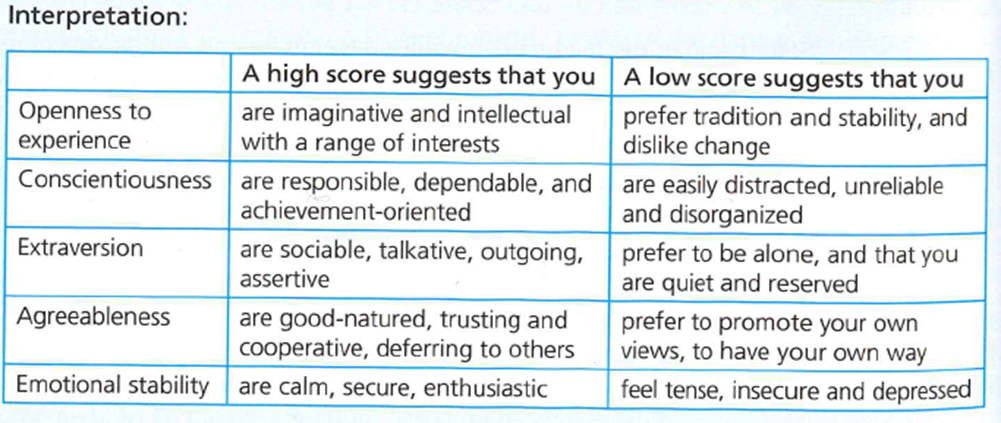 Interpretation:
A high score suggests that you A low score suggests that you
Openness to are imaginative and intellectual prefer tradition and stability, and
experience with a range of interests dislike change
Conscientiousness are responsible, dependable, and are easily distracted, unreliable
achievement-oriented and disorganized
Extraversion are sociable, talkative, outgoing, prefer to be alone, and that you
assertive are quiet and reserved
Agreeableness are good-natured, trusting and prefer to promote your own
cooperative, deferring to others views, to have your own way
Emotional stability are calm, secure, enthusiastic feel tense, insecure and depressed